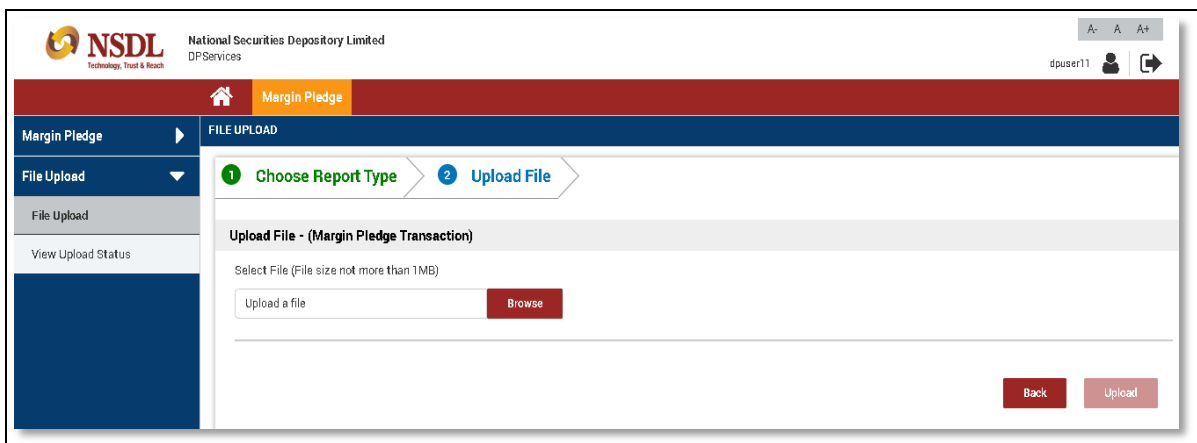 NSDL
Technology, Trust & Reach
National Securities Depository Limited
DPServices
A- A A+
dpuser11
Margin Pledge
Margin Pledge
FILE UPLOAD
File Upload
1 Choose Report Type 2 Upload File
File Upload
Upload File - (Margin Pledge Transaction)
View Upload Status
Select File (File size not more than 1MB)
Upload a file Browse
Back Upload